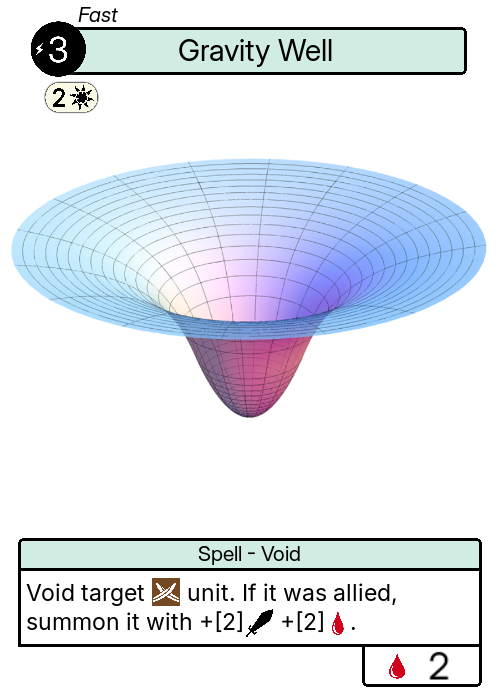 Fast
3
Gravity Well
2
Spell - Void
Void target unit. If it was allied,
summon it with +[2] +[2] .
2